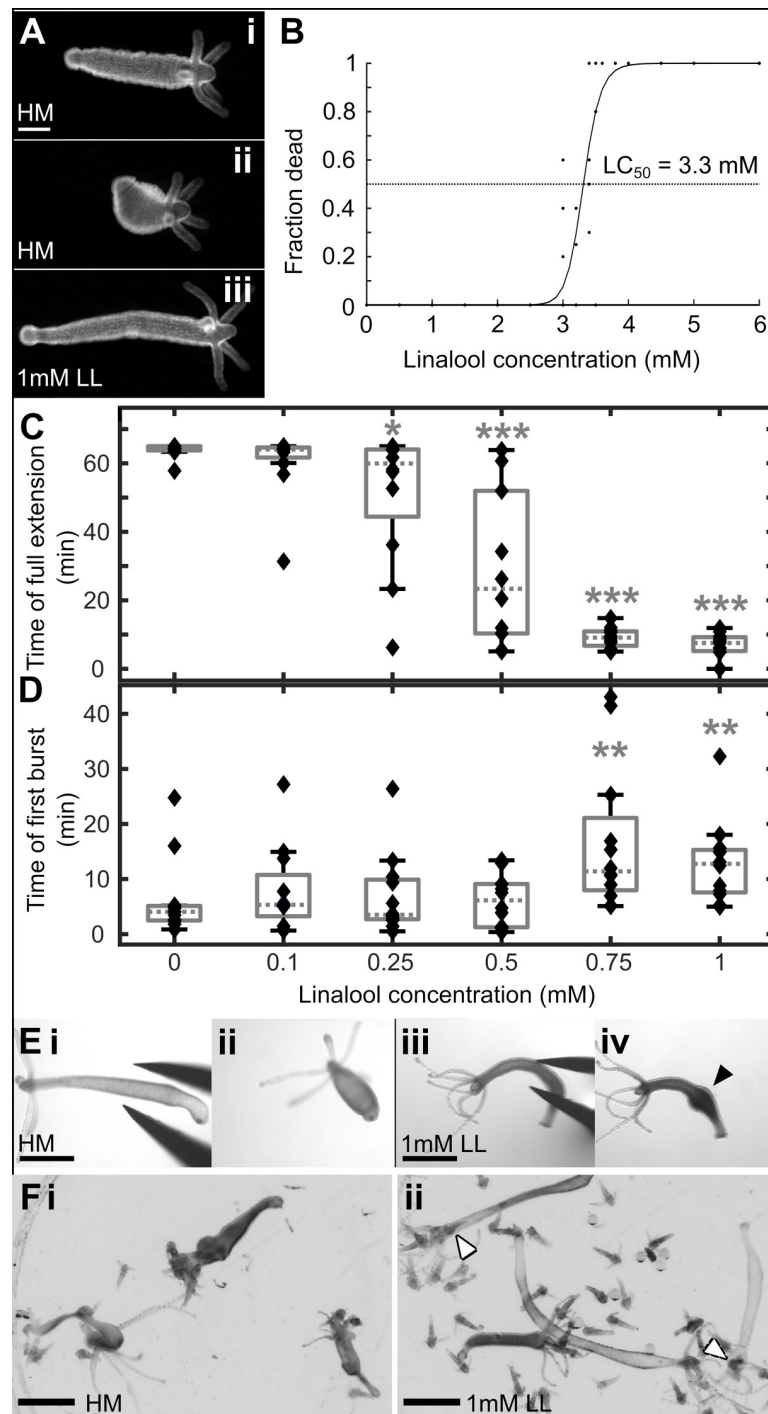 A
i
HM
ii
HM
iii
1mM LL
B
Fraction dead
1
0.8
0.6
0.4
0.2
0
LC50 = 3.3 mM
0 1 2 3 4 5 6
Linalool concentration (mM)
C
Time of full extension
(min)
60
40
20
0
*
***
***
***
D
Time of first burst
(min)
40
30
20
10
0
**
**
0 0.1 0.25 0.5 0.75 1
Linalool concentration (mM)
E i
HM
ii
iii
1mM LL
iv
F i
HM
ii
1mM LL